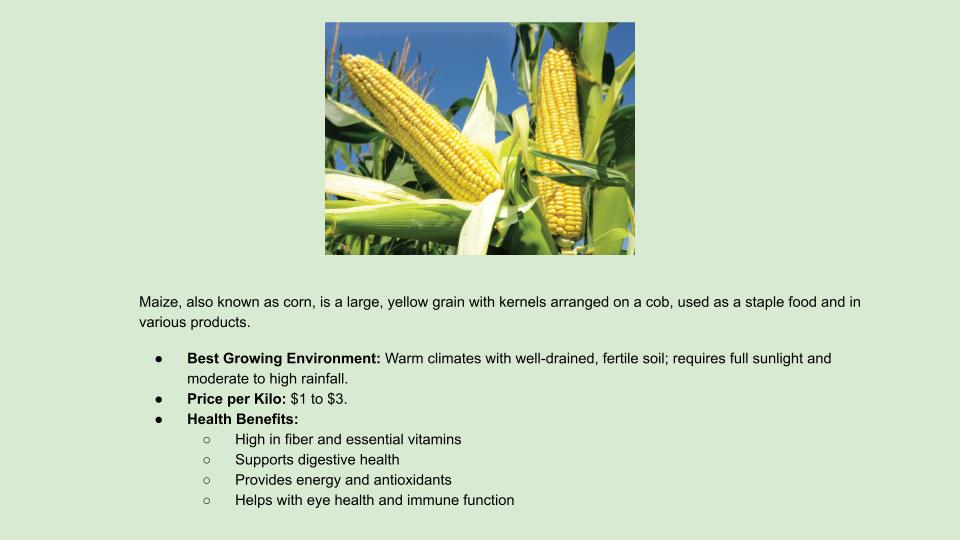 Maize, also known as corn, is a large, yellow grain with kernels arranged on a cob, used as a staple food and in
various products.
● Best Growing Environment: Warm climates with well-drained, fertile soil; requires full sunlight and
moderate to high rainfall.
● Price per Kilo: $1 to $3.
● Health Benefits:
○ High in fiber and essential vitamins
○ Supports digestive health
○ Provides energy and antioxidants
○ Helps with eye health and immune function